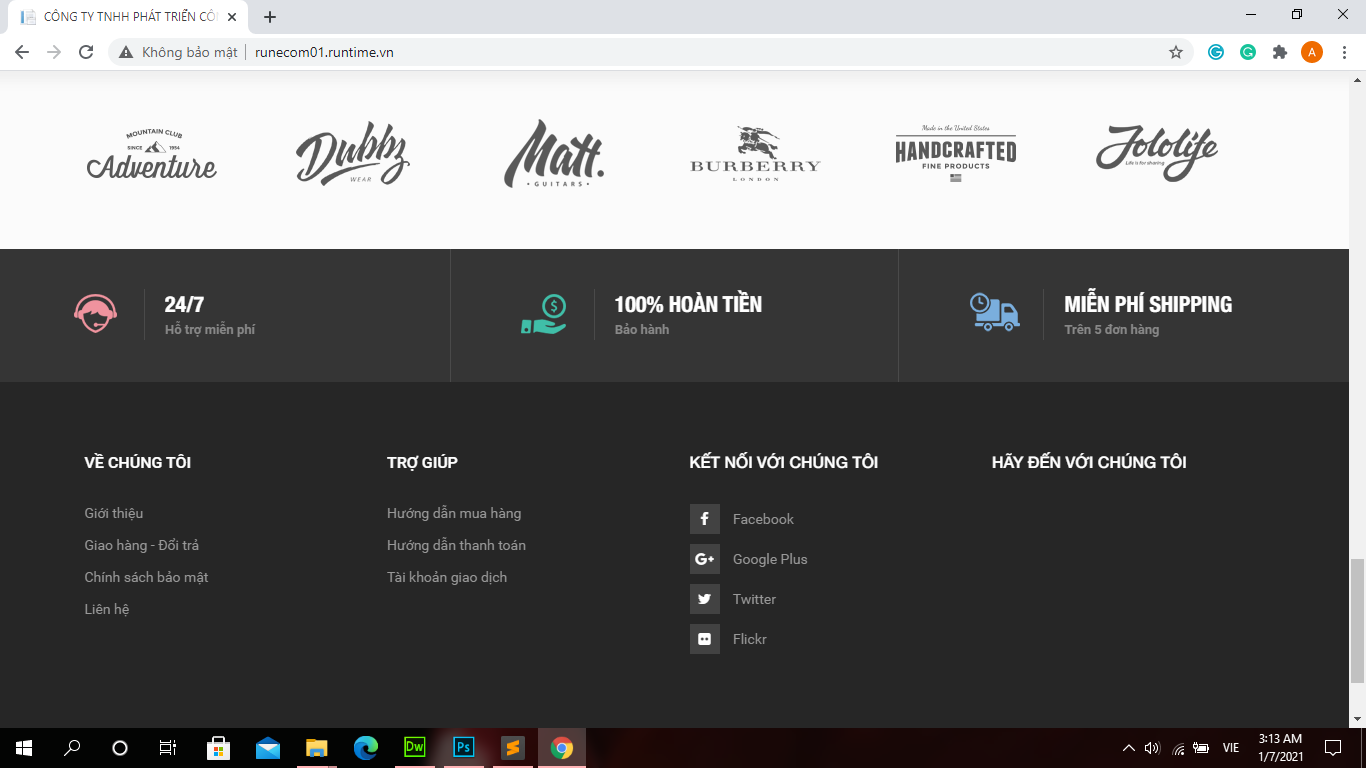 CÔNG TY TNHH PHÁT TRIỂN CÔ
Không bảo mật
runecom01.runtime.vn
A
MOUNTAIN CLUB
SINCE 1954
Adventure
Dubbz
WEAR
Matt.
• GUITARS •
BURBERRY
LONDON
Made in the United States
HANDCRAFTED
FINE PRODUCTS
Jololife
Life is for sharing
24/7
Hỗ trợ miễn phí
100% HOÀN TIỀN
Bảo hành
MIỄN PHÍ SHIPPING
Trên 5 đơn hàng
VỀ CHÚNG TÔI
Giới thiệu
Giao hàng - Đổi trả
Chính sách bảo mật
Liên hệ
TRỢ GIÚP
Hướng dẫn mua hàng
Hướng dẫn thanh toán
Tài khoản giao dịch
KẾT NỐI VỚI CHÚNG TÔI
Facebook
Google Plus
Twitter
Flickr
HÃY ĐẾN VỚI CHÚNG TÔI
Dw
Ps
VIE
3:13 AM
1/7/2021